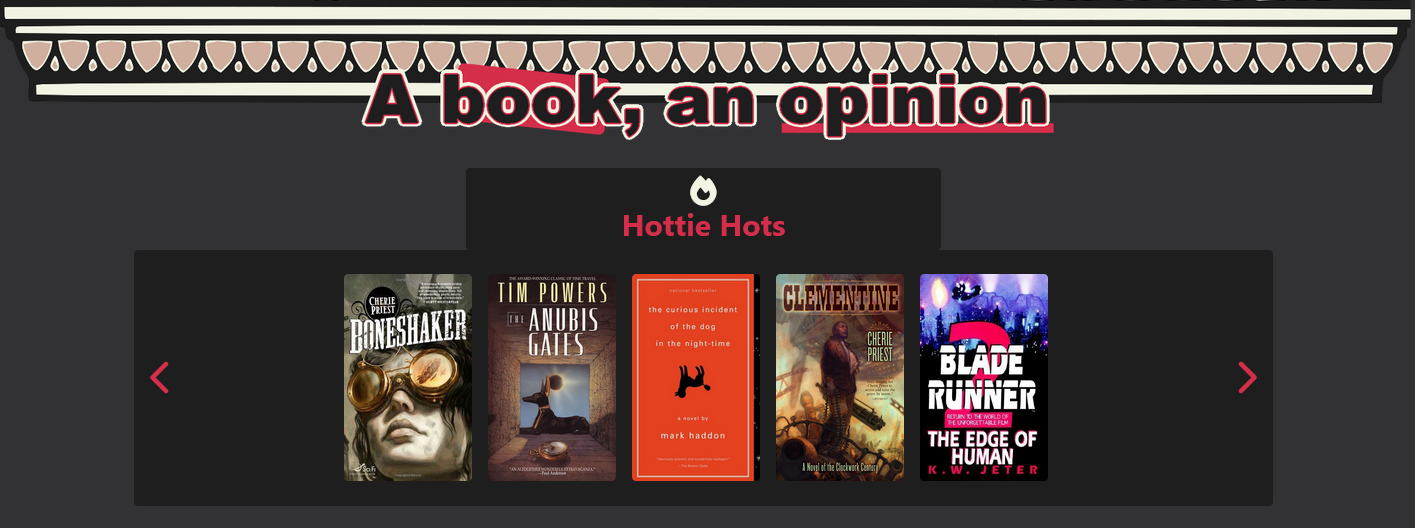 A book, an opinion
Hottie Hots
CHERIE
PRIEST
BONESHAKER
THE AWARD-WINNING CLASSIC OF TIME TRAVEL
TIM POWERS
THE ANUBIS
GATES
national bestseller
the curious incident
of the dog
in the night-time
a novel by
mark haddon
CLEMENTINE
CHERIE
PRIEST
A Novel of the Clockwork Century
2
BLADE
RUNNER
RETURN TO THE WORLD OF
THE UNFORGETTABLE FILM
THE EDGE OF
HUMAN
K.W. JETER